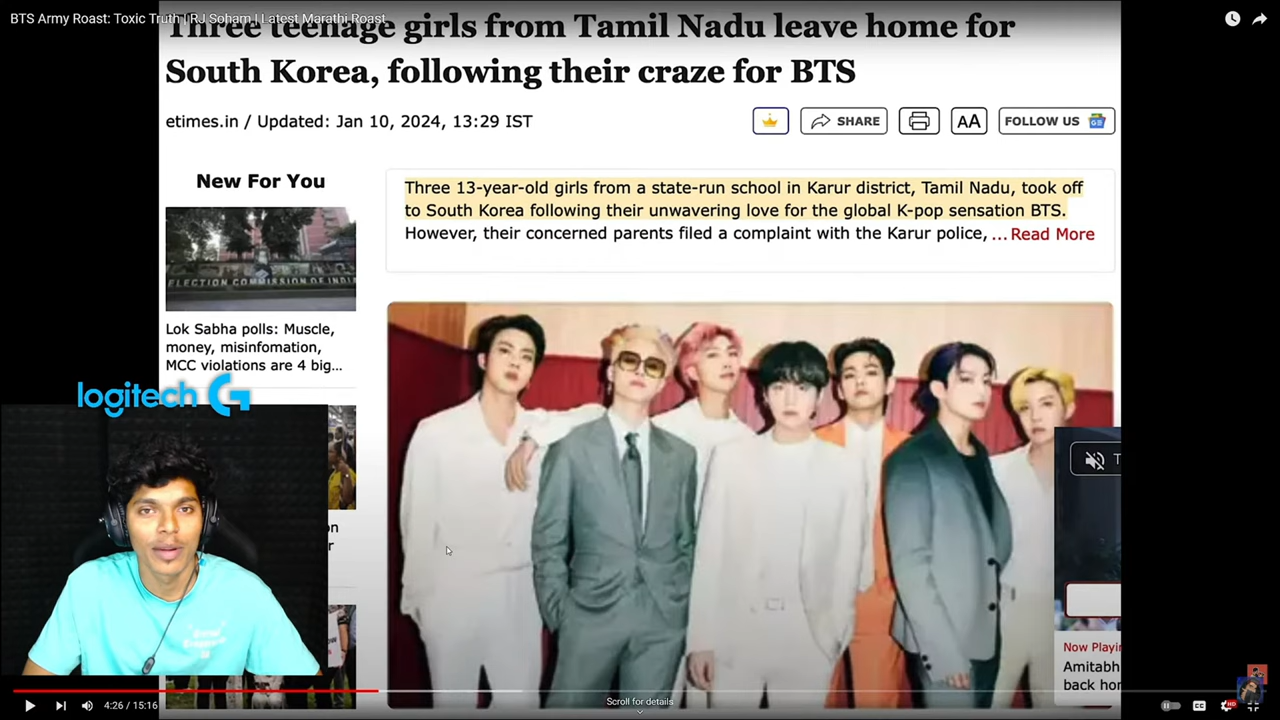 BTS Army Roast: Toxic Truth | RJ Soham | Latest Marathi Roast
Three teenage girls from Tamil Nadu leave home for
South Korea, following their craze for BTS
etimes.in / Updated: Jan 10, 2024, 13:29 IST
SHARE
AA
FOLLOW US
New For You
ELECTION COMMISSION OF INDIA
Lok Sabha polls: Muscle,
money, misinfomation,
MCC violations are 4 big...
Three 13-year-old girls from a state-run school in Karur district, Tamil Nadu, took off
to South Korea following their unwavering love for the global K-pop sensation BTS.
However, their concerned parents filed a complaint with the Karur police, ... Read More
logitech G
Now Playi
Amitabh
back ho
4:26 / 15:16
Scroll for details
CC
HD